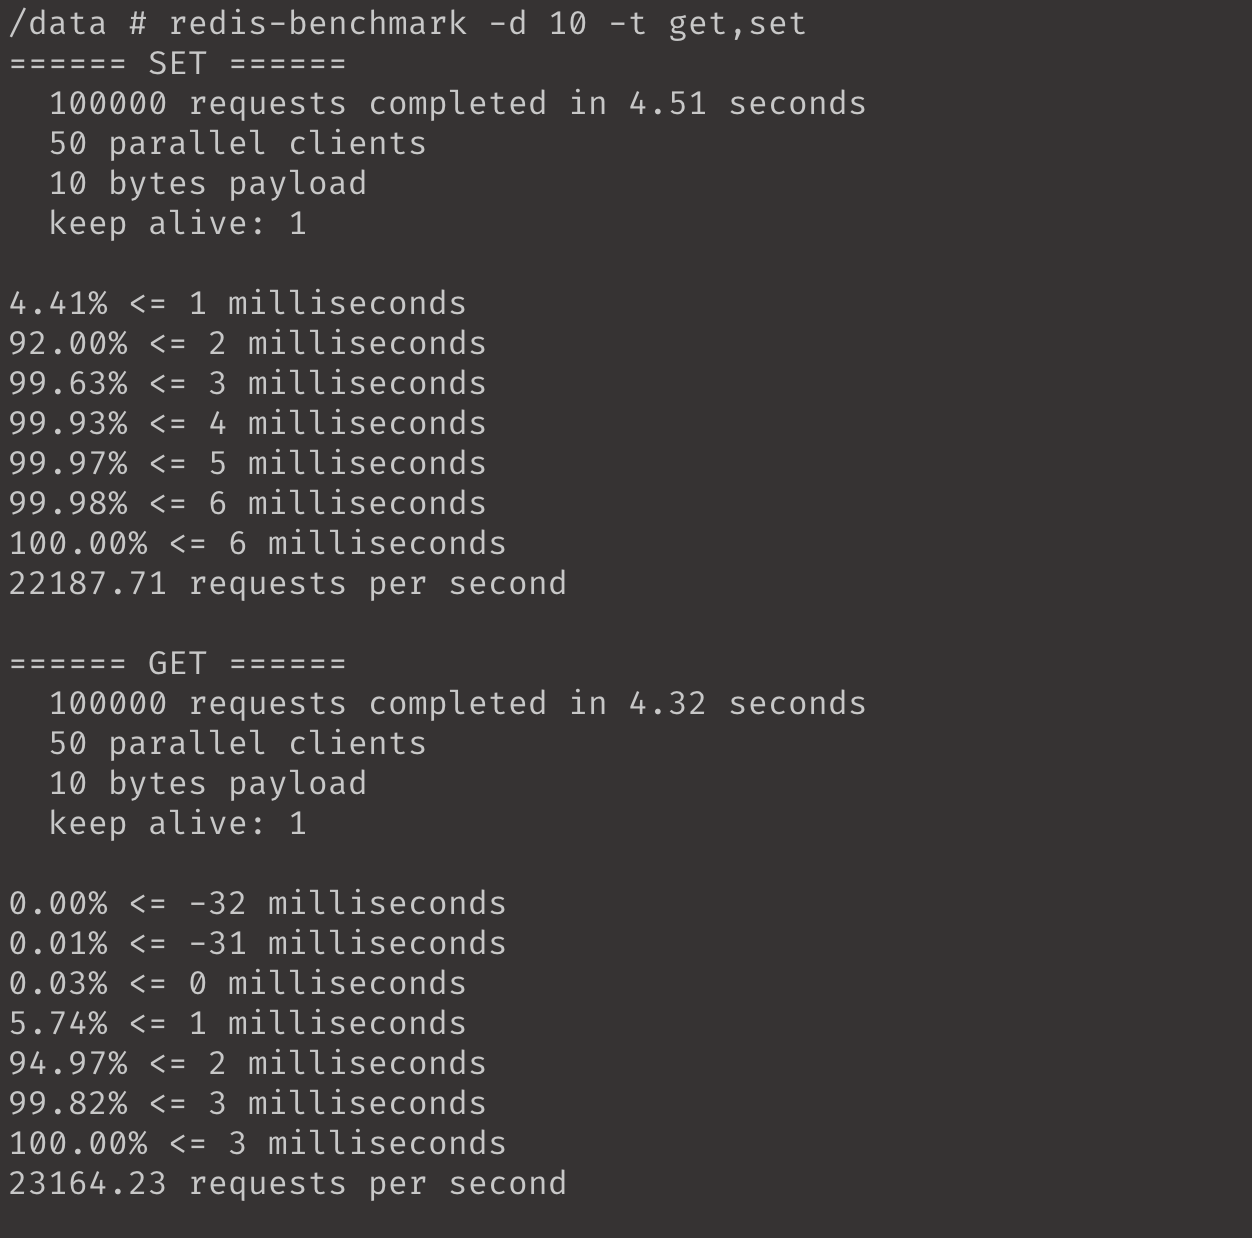 /data # redis-benchmark -d 10 -t get,set
====== SET ======
  100000 requests completed in 4.51 seconds
  50 parallel clients
  10 bytes payload
  keep alive: 1

4.41% <= 1 milliseconds
92.00% <= 2 milliseconds
99.63% <= 3 milliseconds
99.93% <= 4 milliseconds
99.97% <= 5 milliseconds
99.98% <= 6 milliseconds
100.00% <= 6 milliseconds
22187.71 requests per second

====== GET ======
  100000 requests completed in 4.32 seconds
  50 parallel clients
  10 bytes payload
  keep alive: 1

0.00% <= -32 milliseconds
0.01% <= -31 milliseconds
0.03% <= 0 milliseconds
5.74% <= 1 milliseconds
94.97% <= 2 milliseconds
99.82% <= 3 milliseconds
100.00% <= 3 milliseconds
23164.23 requests per second